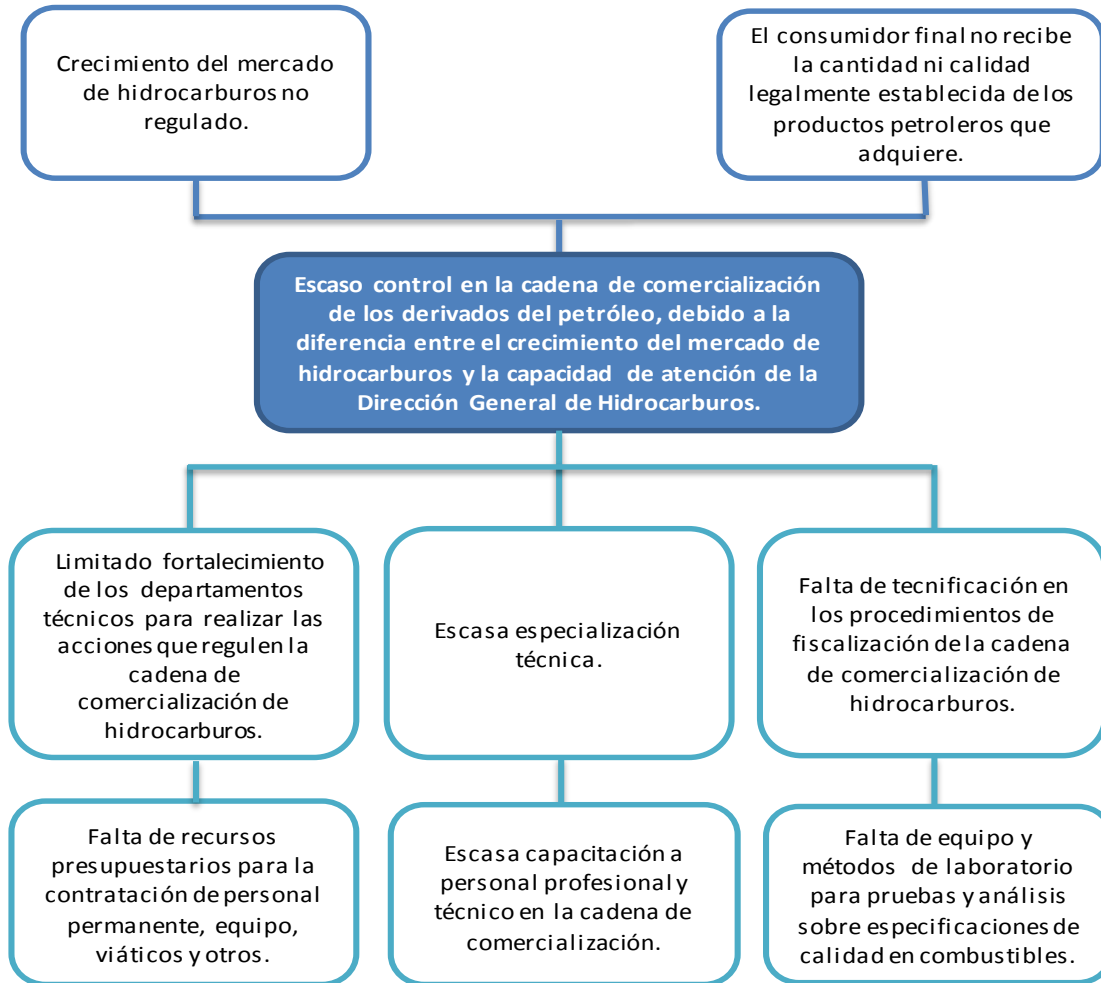 Crecimiento del mercado
de hidrocarburos no
regulado.
El consumidor final no recibe
la cantidad ni calidad
legalmente establecida de los
productos petroleros que
adquiere.
Escaso control en la cadena de comercialización
de los derivados del petróleo, debido a la
diferencia entre el crecimiento del mercado de
hidrocarburos y la capacidad de atención de la
Dirección General de Hidrocarburos.
Limitado fortalecimiento
de los departamentos
técnicos para realizar las
acciones que regulen la
cadena de
comercialización de
hidrocarburos.
Escasa especialización
técnica.
Falta de tecnificación en
los procedimientos de
fiscalización de la cadena
de comercialización de
hidrocarburos.
Falta de recursos
presupuestarios para la
contratación de personal
permanente, equipo,
viáticos y otros.
Escasa capacitación a
personal profesional y
técnico en la cadena de
comercialización.
Falta de equipo y
métodos de laboratorio
para pruebas y análisis
sobre especificaciones de
calidad en combustibles.